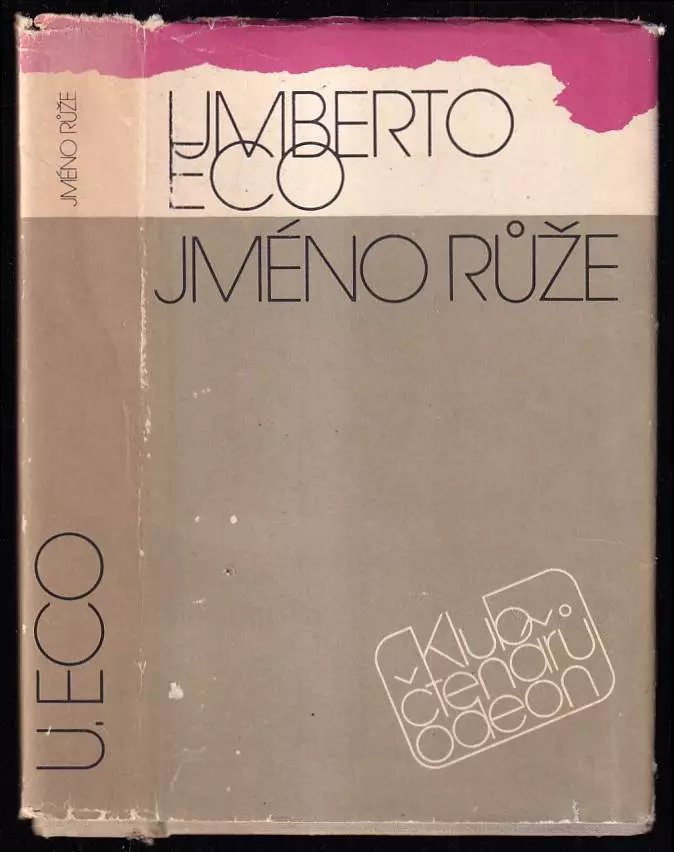 JMÉNO RŮŽE
U. ECO
UMBERTO
ECO
JMÉNO RŮŽE
Klub
čtenářů
odeon